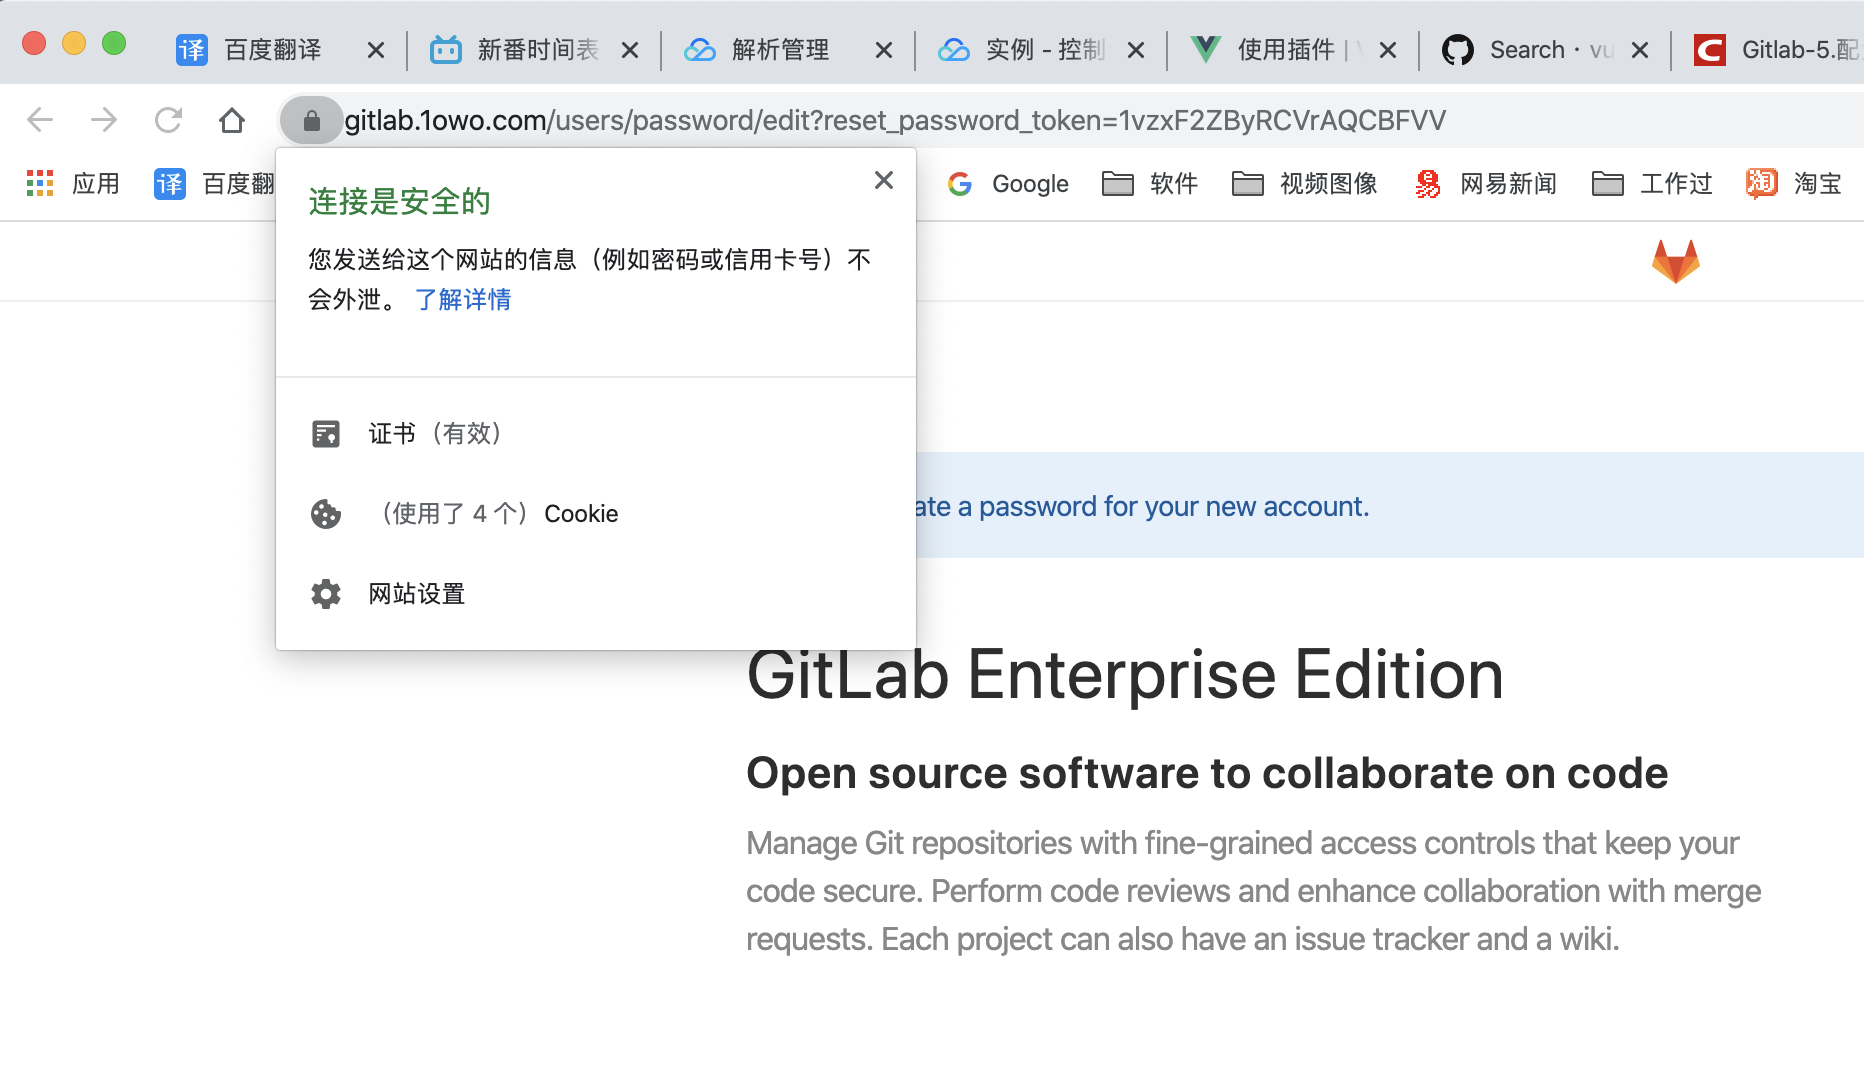 百度翻译
新番时间表
解析管理
实例 - 控制
使用插件 |
Search · vu
Gitlab-5.配
gitlab.1owo.com/users/password/edit?reset_password_token=1vzxF2ZByRCVrAQCBFVV
应用
译 百度翻
Google
软件
视频图像
网易新闻
工作过
淘 淘宝
连接是安全的
您发送给这个网站的信息（例如密码或信用卡号）不
会外泄。 了解详情
证书（有效）
（使用了 4 个） Cookie
网站设置
ate a password for your new account.
GitLab Enterprise Edition
Open source software to collaborate on code
Manage Git repositories with fine-grained access controls that keep your
code secure. Perform code reviews and enhance collaboration with merge
requests. Each project can also have an issue tracker and a wiki.